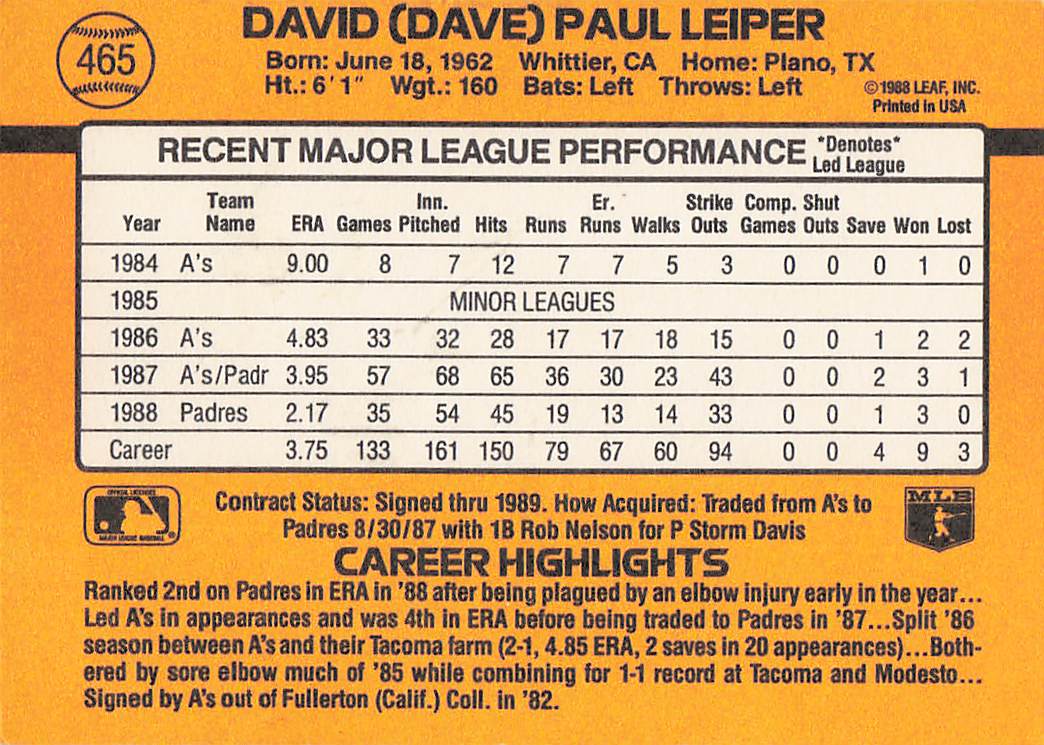 465
DAVID (DAVE) PAUL LEIPER
Born: June 18, 1962 Whittier, CA Home: Plano, TX
Ht.: 6'1" Wgt.: 160 Bats: Left Throws: Left
©1988 LEAF, INC.
Printed in USA
RECENT MAJOR LEAGUE PERFORMANCE *Denotes*
Led League
Team Inn. Er. Strike Comp. Shut
Year Name ERA Games Pitched Hits Runs Runs Walks Outs Games Outs Save Won Lost
1984 A's 9.00 8 7 12 7 7 5 3 0 0 0 1 0
1985 MINOR LEAGUES
1986 A's 4.83 33 32 28 17 17 18 15 0 0 1 2 2
1987 A's/Padr 3.95 57 68 65 36 30 23 43 0 0 2 3 1
1988 Padres 2.17 35 54 45 19 13 14 33 0 0 1 3 0
Career 3.75 133 161 150 79 67 60 94 0 0 4 9 3
OFFICIAL LICENSEE
MAJOR LEAGUE BASEBALL
Contract Status: Signed thru 1989. How Acquired: Traded from A's to
Padres 8/30/87 with 1B Rob Nelson for P Storm Davis
MLB
CAREER HIGHLIGHTS
Ranked 2nd on Padres in ERA in '88 after being plagued by an elbow injury early in the year...
Led A's in appearances and was 4th in ERA before being traded to Padres in '87...Split '86
season between A's and their Tacoma farm (2-1, 4.85 ERA, 2 saves in 20 appearances)...Both-
ered by sore elbow much of '85 while combining for 1-1 record at Tacoma and Modesto...
Signed by A's out of Fullerton (Calif.) Coll. in '82.